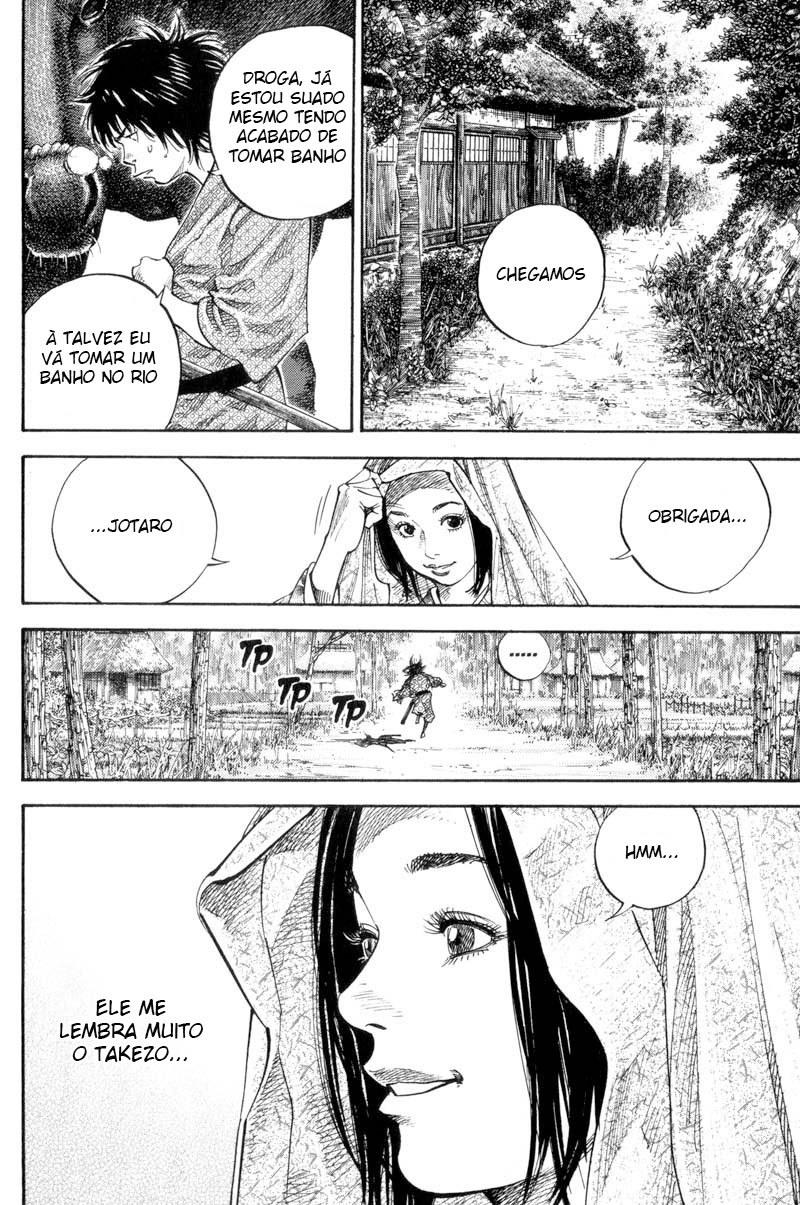 CHEGAMOS
DROGA, JÁ
ESTOU SUADO
MESMO TENDO
ACABADO DE
TOMAR BANHO
À TALVEZ EU
VÁ TOMAR UM
BANHO NO RIO
OBRIGADA...
...JOTARO
.....
TP
TP
TP
HMM...
ELE ME
LEMBRA MUITO
O TAKEZO...